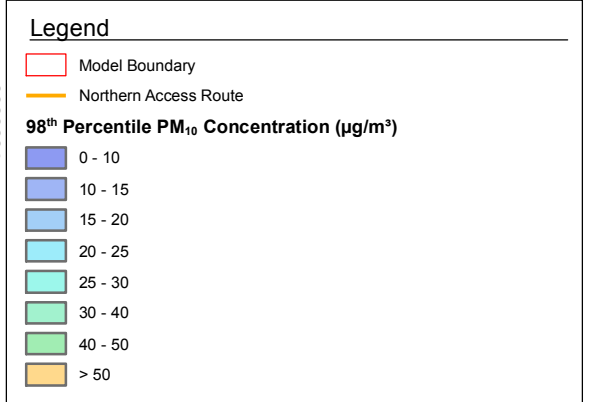 Legend
Model Boundary
Northern Access Route
98th Percentile PM₁₀ Concentration (µg/m³)
0 - 10
10 - 15
15 - 20
20 - 25
25 - 30
30 - 40
40 - 50
> 50